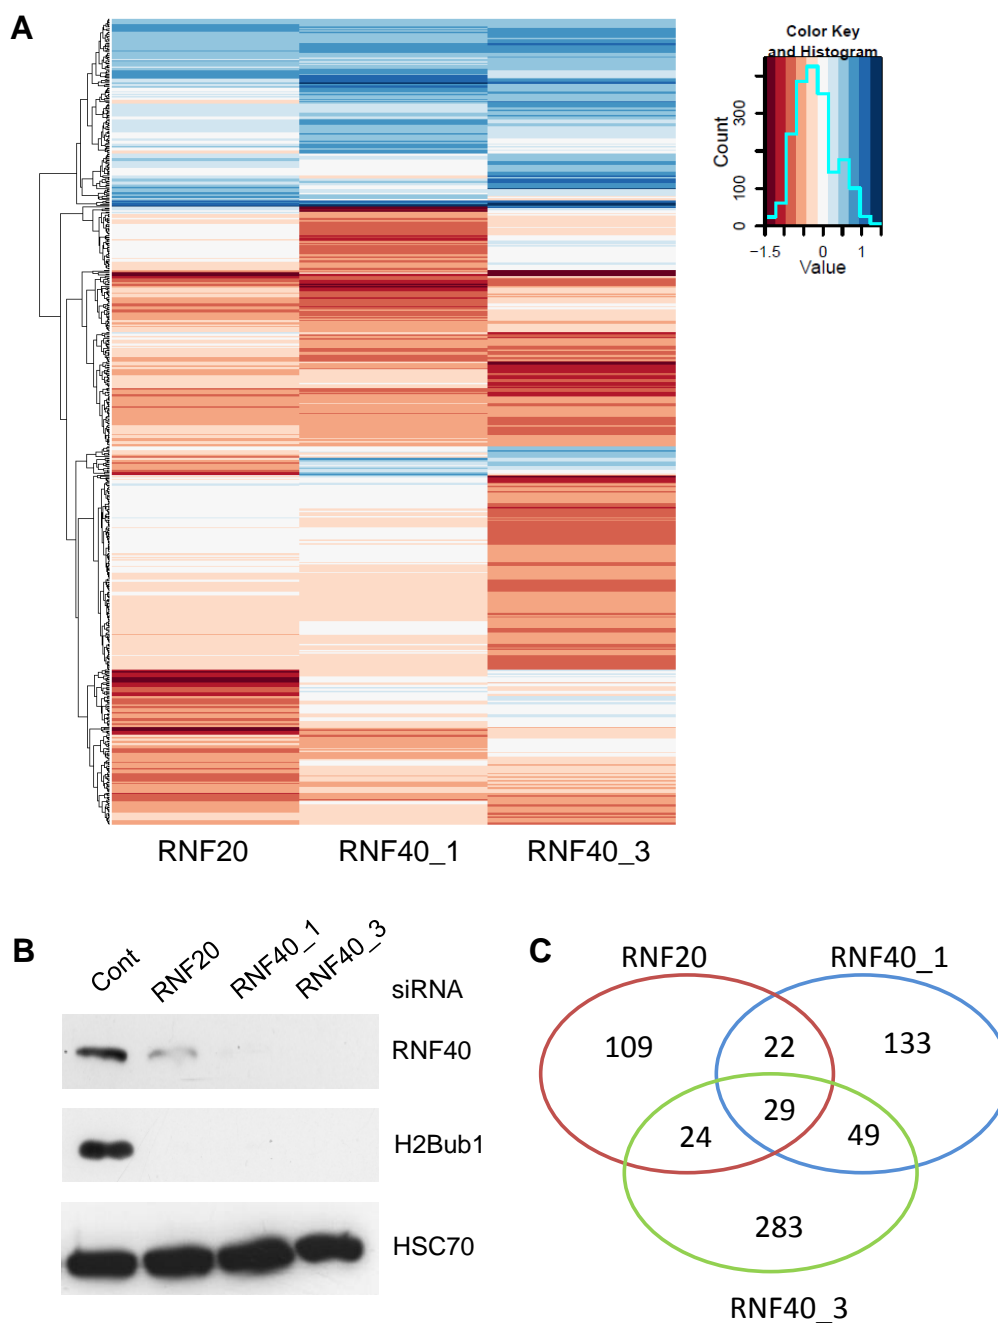 A
Color Key
and Histogram
Count
0 100 300
−1.5 0 1
Value
RNF20 RNF40_1 RNF40_3
B
Cont RNF20 RNF40_1 RNF40_3
siRNA
RNF40
H2Bub1
HSC70
C
RNF20 RNF40_1
109 22 133
29
24 49
283
RNF40_3